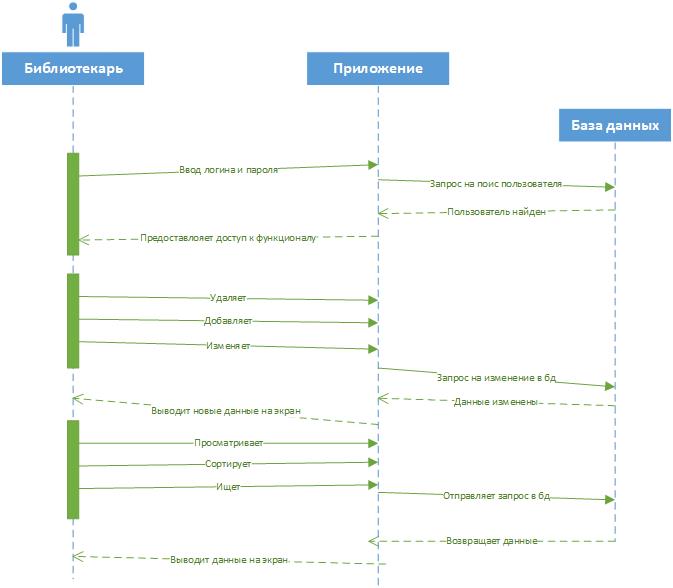 Библиотекарь
Приложение
База данных
Ввод логина и пароля
Запрос на поис пользователя
Пользователь найден
Предоставлояет доступ к функционалу
Удаляет
Добавляет
Изменяет
Запрос на изменение в бд
Данные изменены
Выводит новые данные на экран
Просматривает
Сортирует
Ищет
Отправляет запрос в бд
Возвращает данные
Выводит данные на экран